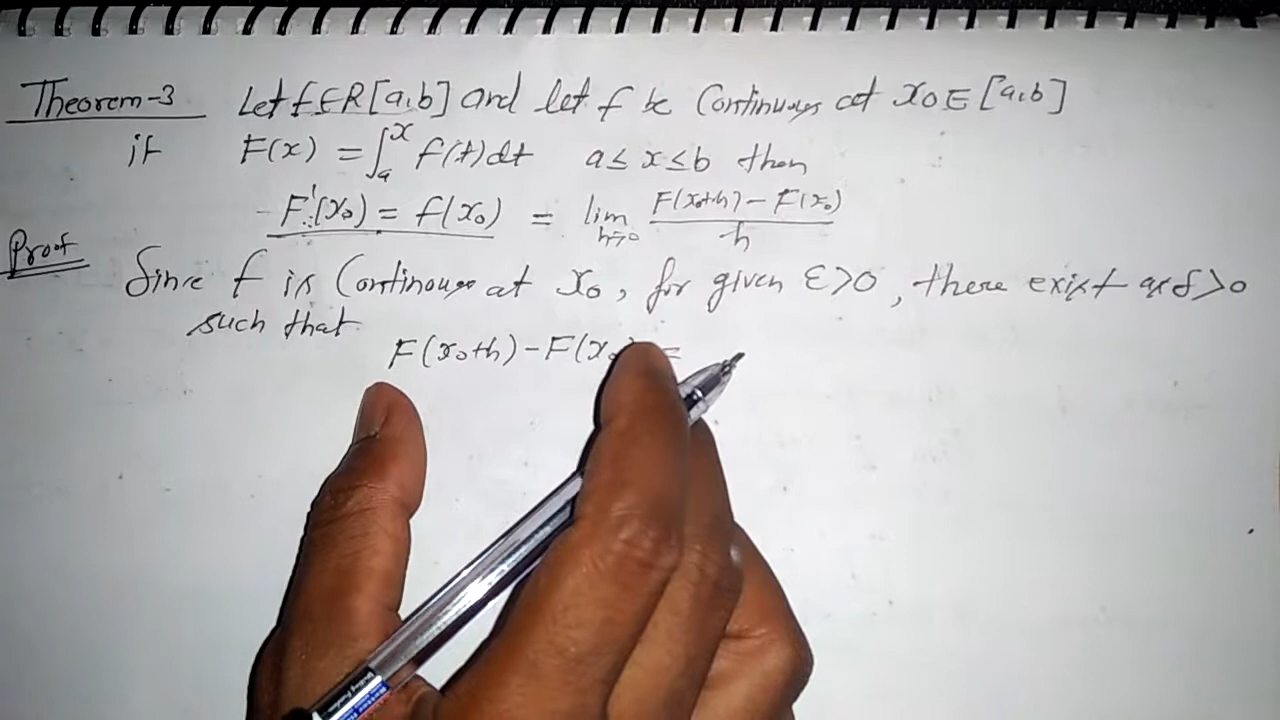 Theorem-3 Let f∈R[a,b] and let f be Continuous at x₀∈[a,b]
if F(x) = ∫ₐˣ f(t)dt a≤x≤b then
F'(x₀) = f(x₀) = lim h→0 F(x₀+h) - F(x₀) / h
Proof
Since f is Continous at x₀, for given ε>0, there exist a δ>0
such that
F(x₀+h) - F(x₀) =